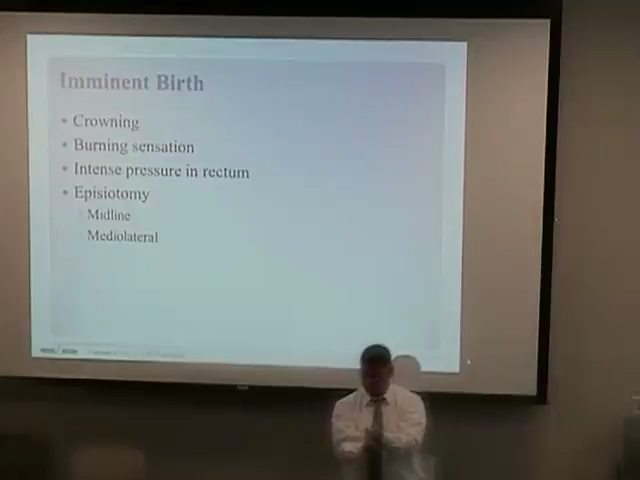 Imminent Birth
• Crowning
• Burning sensation
• Intense pressure in rectum
• Episiotomy
Midline
Mediolateral